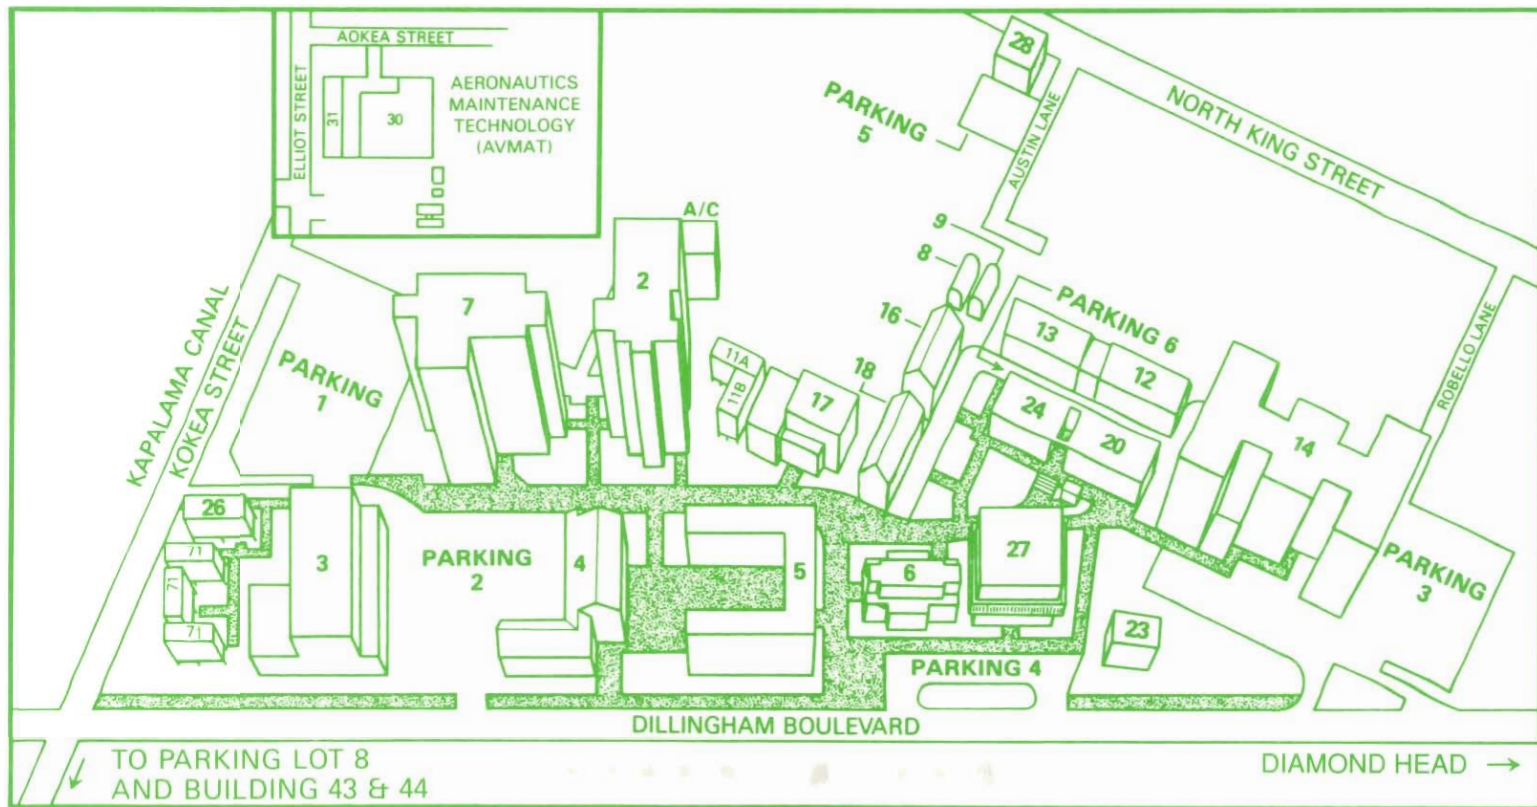 AOKEA STREET
ELLIOT STREET
31
30
AERONAUTICS
MAINTENANCE
TECHNOLOGY
(AVMAT)
28
PARKING
5
AUSTIN LANE
NORTH KING STREET
A/C
9
8
KAPALAMA CANAL
KOKEA STREET
7
2
16
PARKING 6
13
12
ROBELLO LANE
PARKING
1
11A
11B
17
18
24
20
14
26
71
71
71
3
PARKING
2
4
5
6
27
PARKING
3
23
PARKING 4
DILLINGHAM BOULEVARD
TO PARKING LOT 8
AND BUILDING 43 & 44
DIAMOND HEAD →